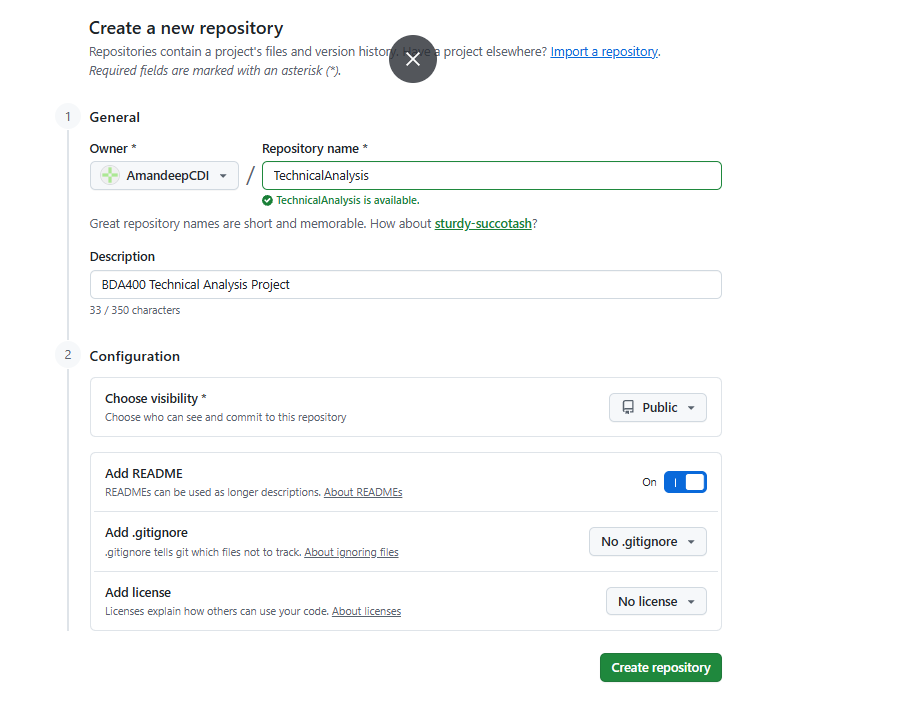 Create a new repository
Repositories contain a project's files and version history. Have a project elsewhere? Import a repository.
Required fields are marked with an asterisk (*).
1 General
Owner * Repository name *
AmandeepCDI / TechnicalAnalysis
TechnicalAnalysis is available.
Great repository names are short and memorable. How about sturdy-succotash?
Description
BDA400 Technical Analysis Project
33 / 350 characters
2 Configuration
Choose visibility *
Choose who can see and commit to this repository
Public
Add README
READMEs can be used as longer descriptions. About READMEs
On
Add .gitignore
.gitignore tells git which files not to track. About ignoring files
No .gitignore
Add license
Licenses explain how others can use your code. About licenses
No license
Create repository